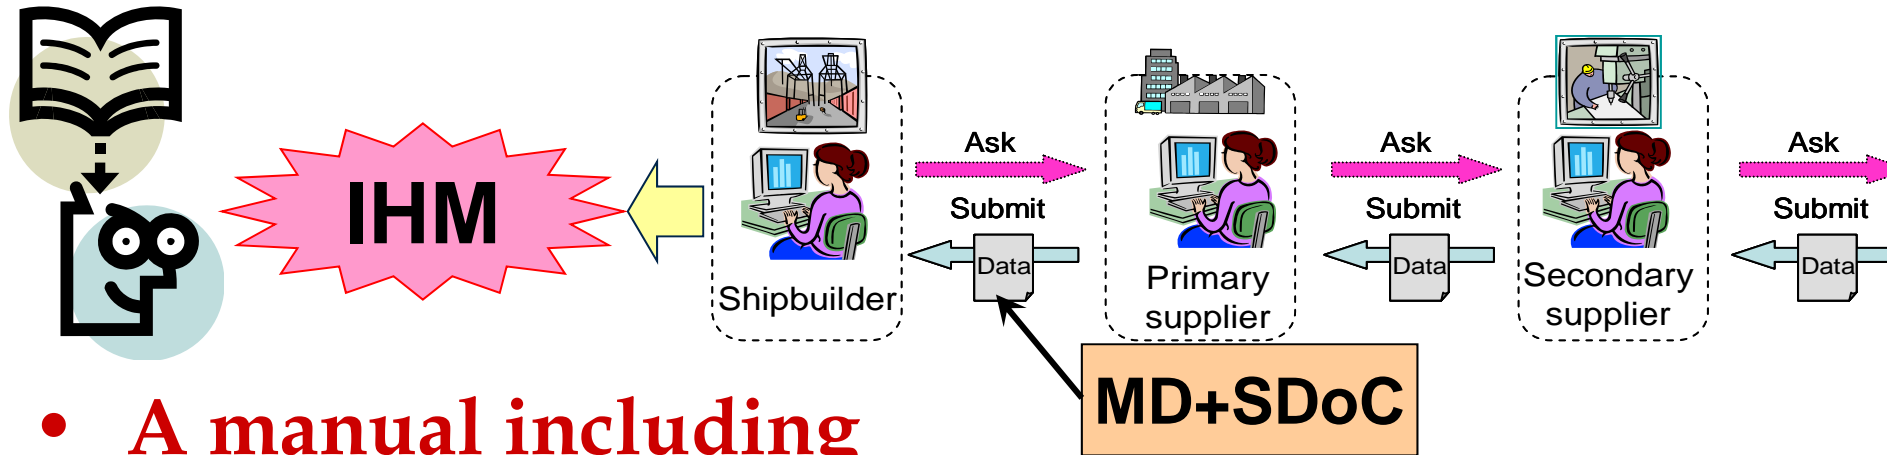 IHM
Shipbuilder
Ask
Submit
Data
Primary
supplier
Ask
Submit
Data
Secondary
supplier
Ask
Submit
Data
MD+SDoC
• A manual including